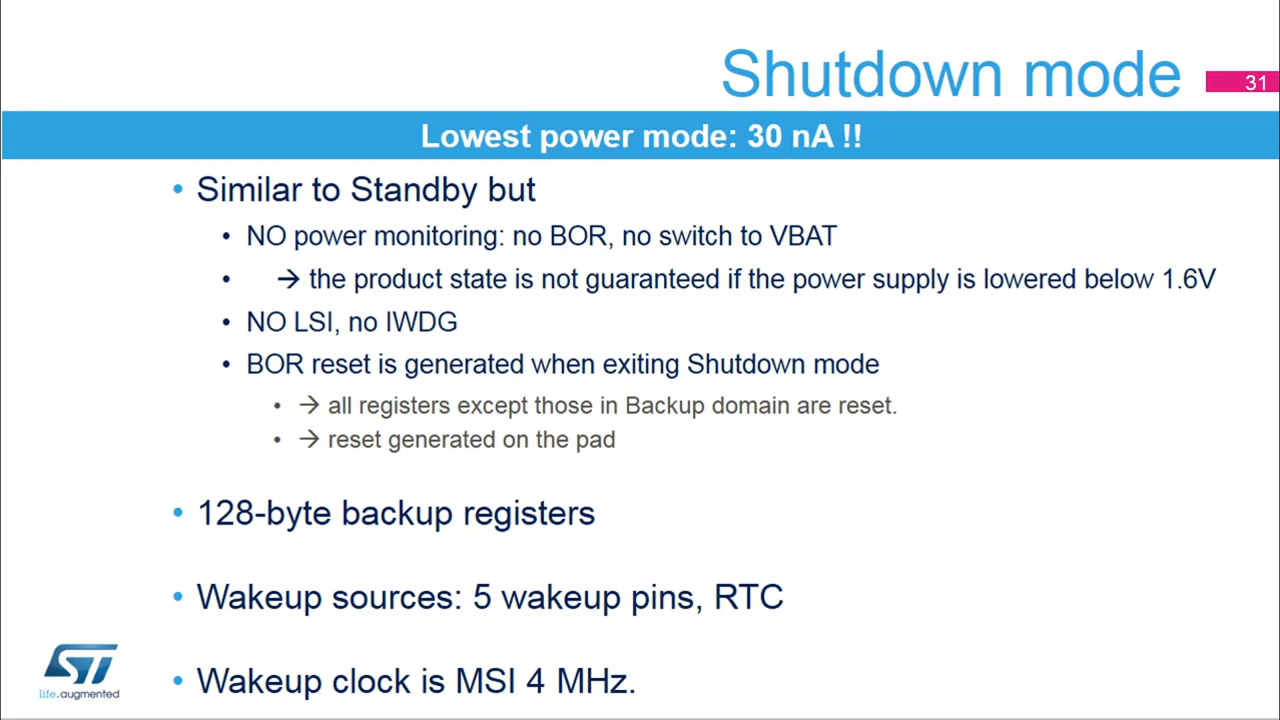 Shutdown mode
31
Lowest power mode: 30 nA !!
• Similar to Standby but
• NO power monitoring: no BOR, no switch to VBAT
• → the product state is not guaranteed if the power supply is lowered below 1.6V
• NO LSI, no IWDG
• BOR reset is generated when exiting Shutdown mode
• → all registers except those in Backup domain are reset.
• → reset generated on the pad
• 128-byte backup registers
• Wakeup sources: 5 wakeup pins, RTC
• Wakeup clock is MSI 4 MHz.
ST
life.augmented